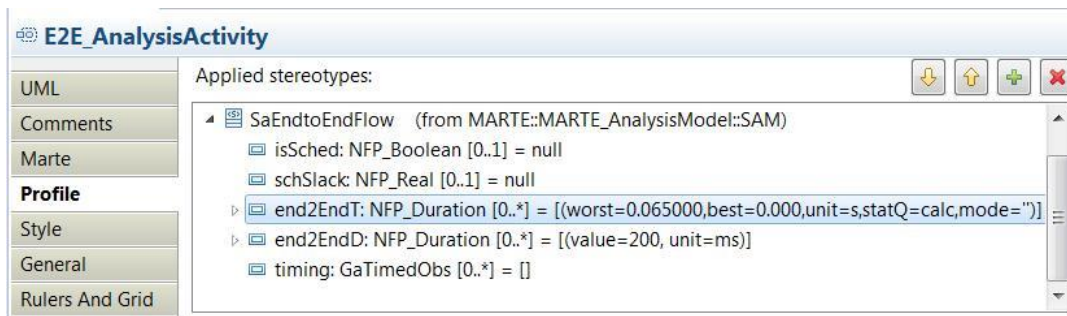 E2E_AnalysisActivity
Applied stereotypes:
UML
Comments
Marte
Profile
Style
General
Rulers And Grid
SaEndtoEndFlow (from MARTE::MARTE_AnalysisModel::SAM)
isSched: NFP_Boolean [0..1] = null
schSlack: NFP_Real [0..1] = null
end2EndT: NFP_Duration [0..*] = [(worst=0.065000,best=0.000,unit=s,statQ=calc,mode='')]
end2EndD: NFP_Duration [0..*] = [(value=200, unit=ms)]
timing: GaTimedObs [0..*] = []